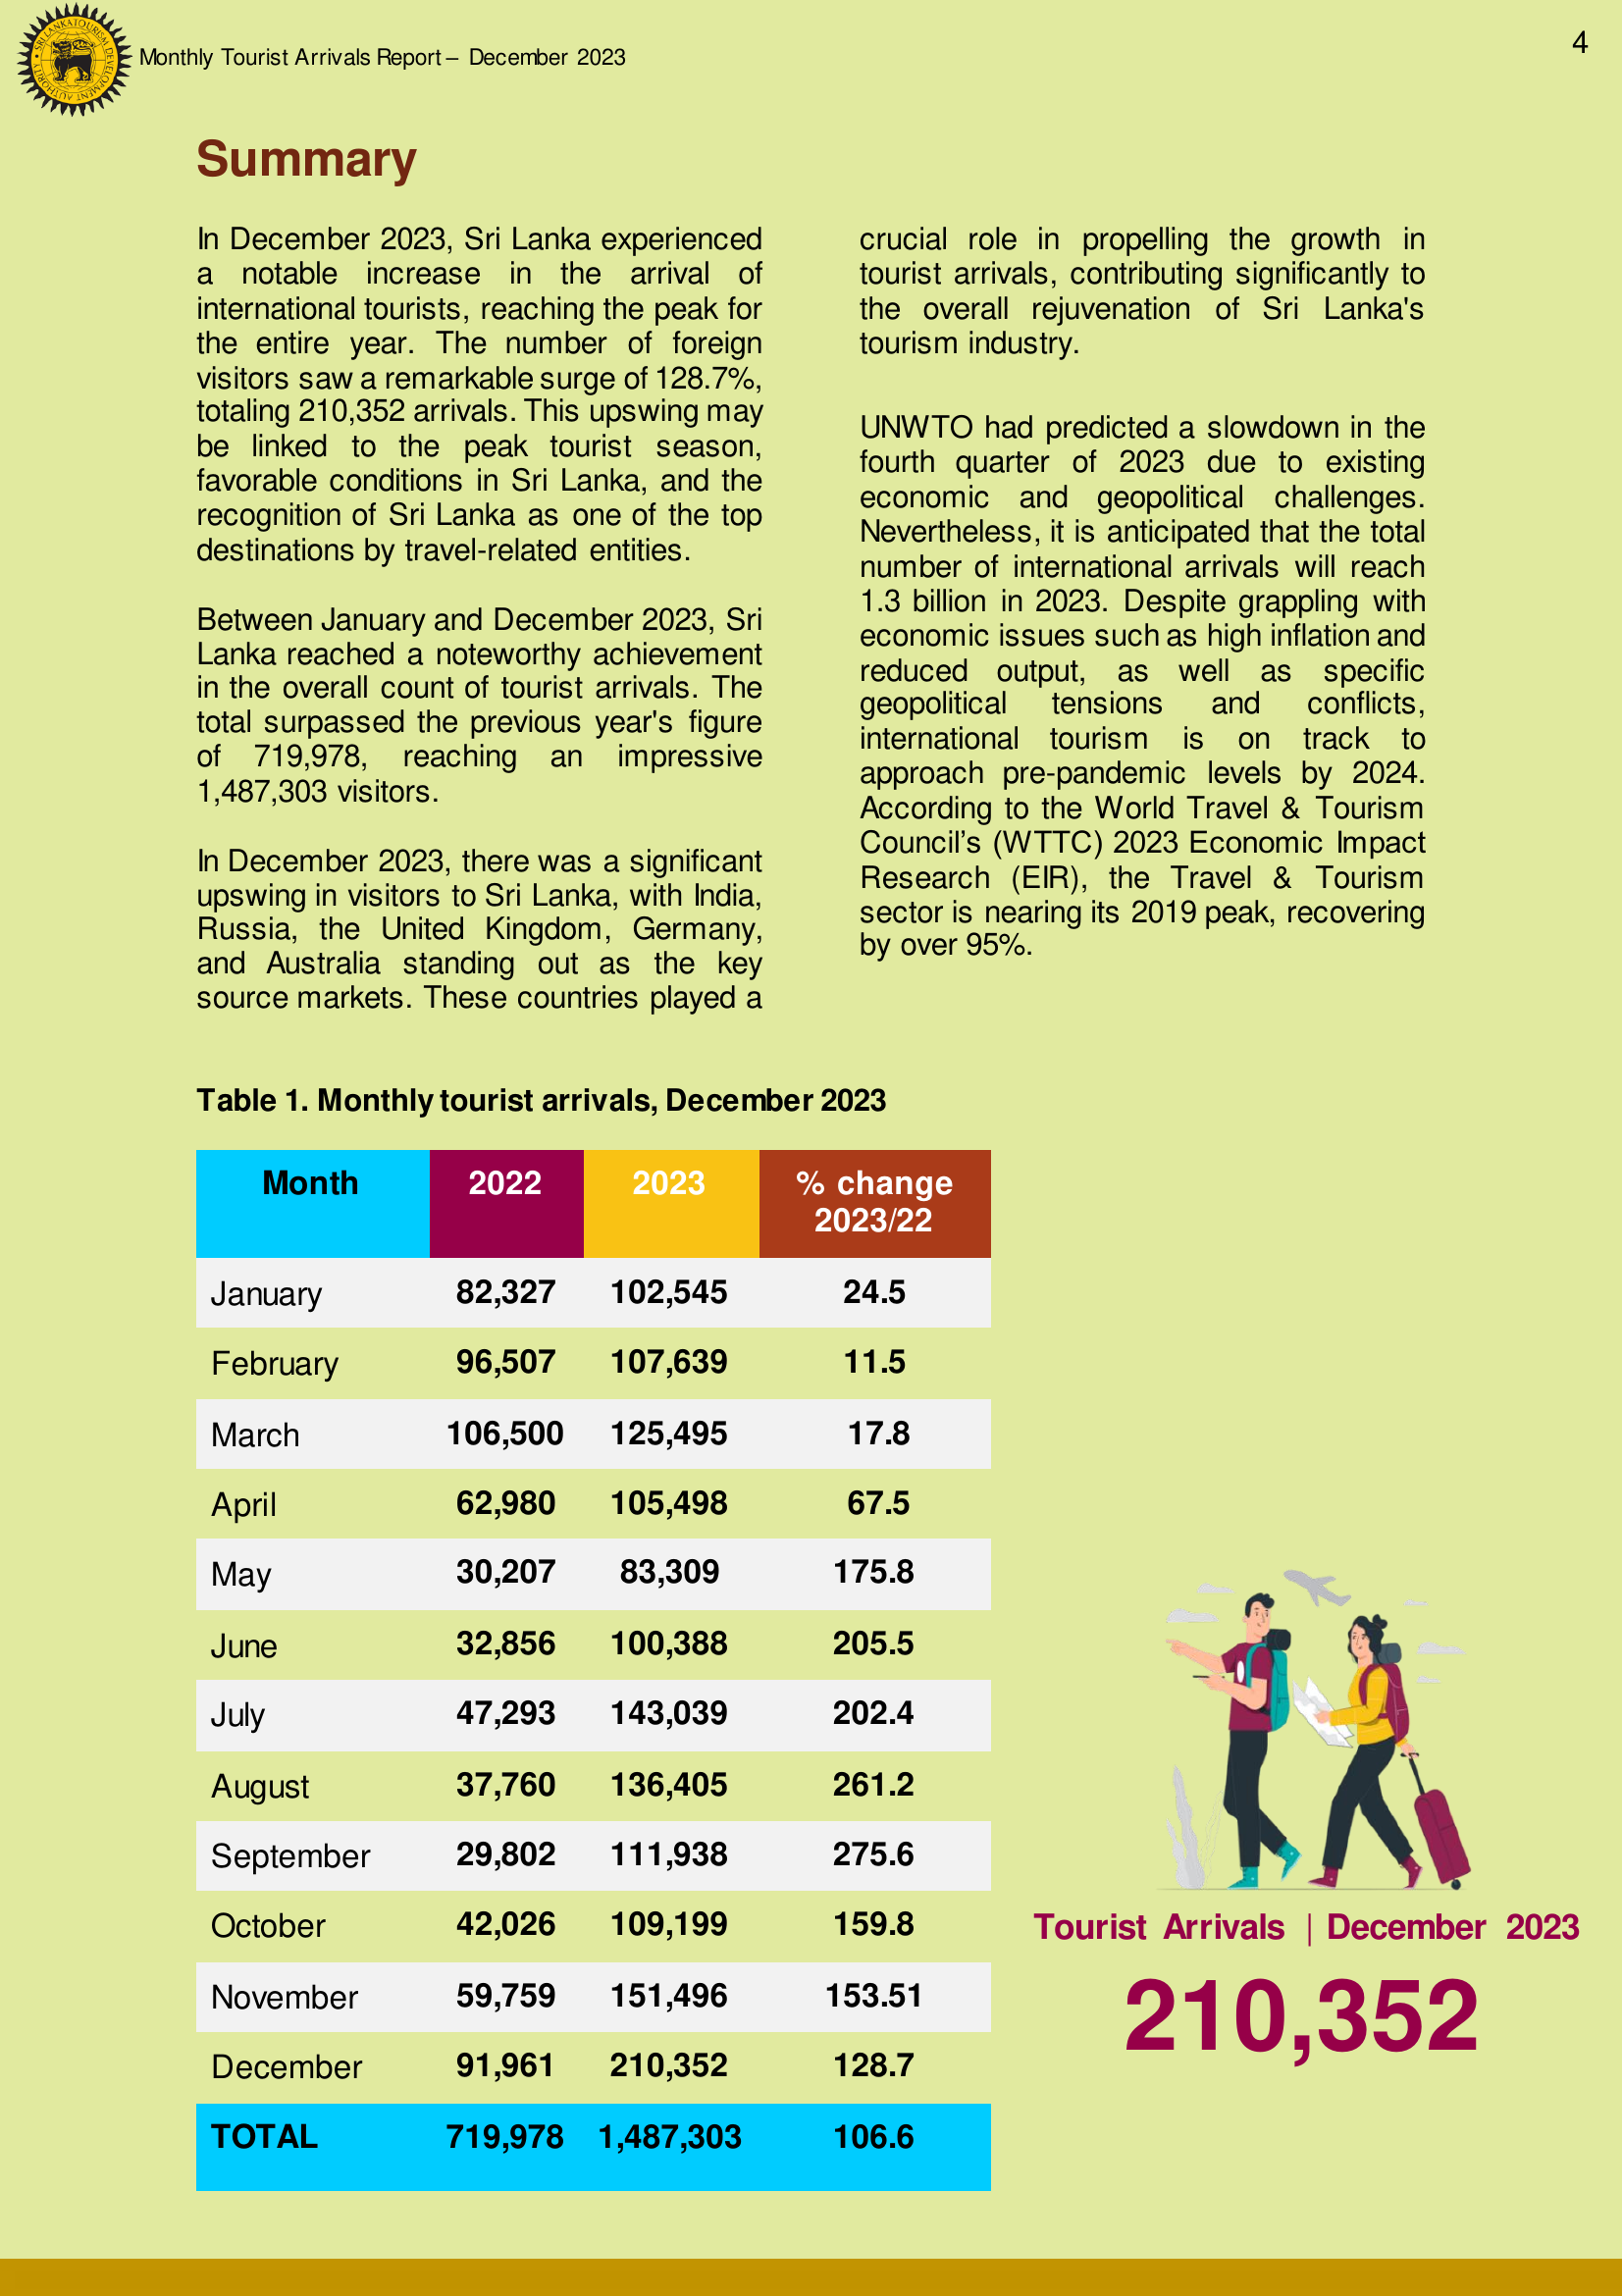 SRI LANKA TOURISM DEVELOPMENT AUTHORITY
Monthly Tourist Arrivals Report – December 2023
4
Summary
In December 2023, Sri Lanka experienced
a notable increase in the arrival of
international tourists, reaching the peak for
the entire year. The number of foreign
visitors saw a remarkable surge of 128.7%,
totaling 210,352 arrivals. This upswing may
be linked to the peak tourist season,
favorable conditions in Sri Lanka, and the
recognition of Sri Lanka as one of the top
destinations by travel-related entities.
Between January and December 2023, Sri
Lanka reached a noteworthy achievement
in the overall count of tourist arrivals. The
total surpassed the previous year's figure
of 719,978, reaching an impressive
1,487,303 visitors.
In December 2023, there was a significant
upswing in visitors to Sri Lanka, with India,
Russia, the United Kingdom, Germany,
and Australia standing out as the key
source markets. These countries played a
crucial role in propelling the growth in
tourist arrivals, contributing significantly to
the overall rejuvenation of Sri Lanka's
tourism industry.
UNWTO had predicted a slowdown in the
fourth quarter of 2023 due to existing
economic and geopolitical challenges.
Nevertheless, it is anticipated that the total
number of international arrivals will reach
1.3 billion in 2023. Despite grappling with
economic issues such as high inflation and
reduced output, as well as specific
geopolitical tensions and conflicts,
international tourism is on track to
approach pre-pandemic levels by 2024.
According to the World Travel & Tourism
Council’s (WTTC) 2023 Economic Impact
Research (EIR), the Travel & Tourism
sector is nearing its 2019 peak, recovering
by over 95%.
Table 1. Monthly tourist arrivals, December 2023
Month 2022 2023 % change
2023/22
January 82,327 102,545 24.5
February 96,507 107,639 11.5
March 106,500 125,495 17.8
April 62,980 105,498 67.5
May 30,207 83,309 175.8
June 32,856 100,388 205.5
July 47,293 143,039 202.4
August 37,760 136,405 261.2
September 29,802 111,938 275.6
October 42,026 109,199 159.8
November 59,759 151,496 153.51
December 91,961 210,352 128.7
TOTAL 719,978 1,487,303 106.6
Tourist Arrivals | December 2023
210,352